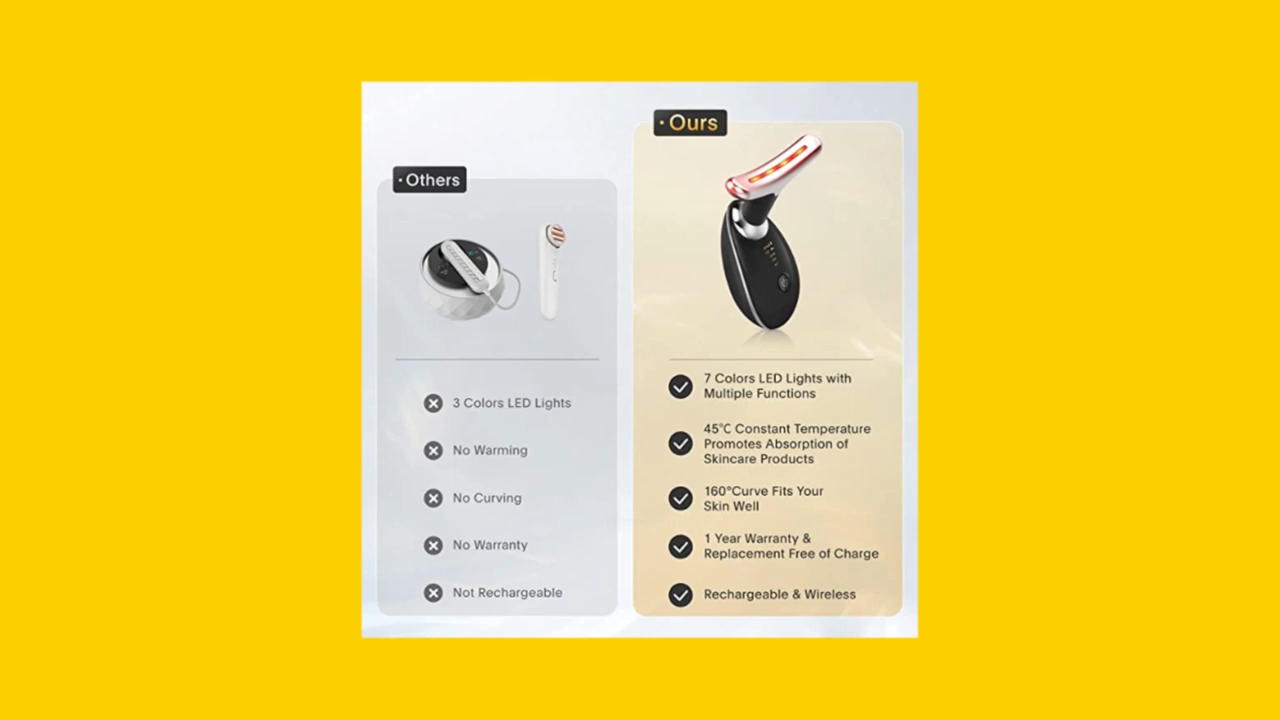 · Others
3 Colors LED Lights
No Warming
No Curving
No Warranty
Not Rechargeable
· Ours
7 Colors LED Lights with
Multiple Functions
45℃ Constant Temperature
Promotes Absorption of
Skincare Products
160°Curve Fits Your
Skin Well
1 Year Warranty &
Replacement Free of Charge
Rechargeable & Wireless